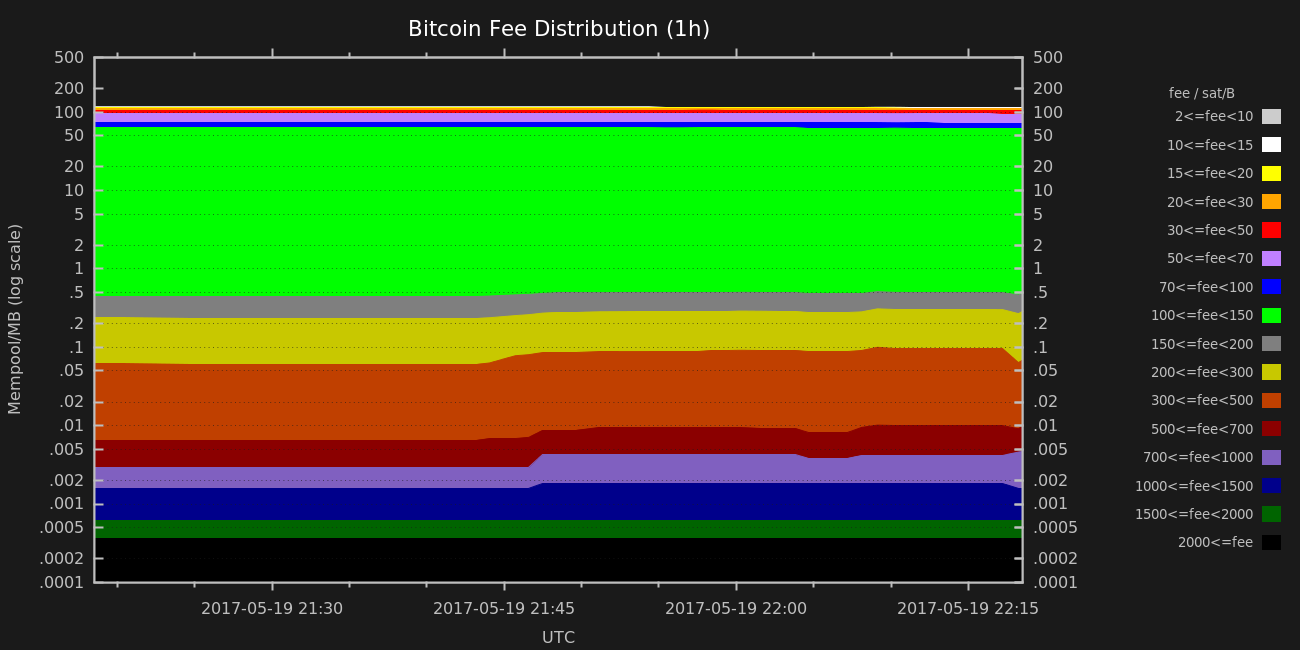 Bitcoin Fee Distribution (1h)
500
200
100
50
20
10
5
2
1
.5
.2
.1
.05
.02
.01
.005
.002
.001
.0005
.0002
.0001
Mempool/MB (log scale)
500
200
100
50
20
10
5
2
1
.5
.2
.1
.05
.02
.01
.005
.002
.001
.0005
.0002
.0001
2017-05-19 21:30
2017-05-19 21:45
2017-05-19 22:00
2017-05-19 22:15
UTC
fee / sat/B
2<=fee<10
10<=fee<15
15<=fee<20
20<=fee<30
30<=fee<50
50<=fee<70
70<=fee<100
100<=fee<150
150<=fee<200
200<=fee<300
300<=fee<500
500<=fee<700
700<=fee<1000
1000<=fee<1500
1500<=fee<2000
2000<=fee